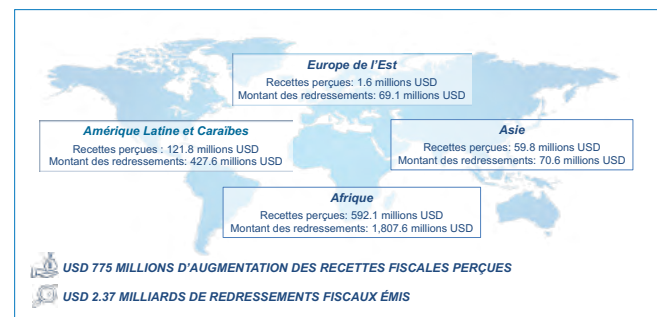 Europe de l'Est
Recettes perçues: 1.6 millions USD
Montant des redressements: 69.1 millions USD
Amérique Latine et Caraïbes
Recettes perçues : 121.8 millions USD
Montant des redressements: 427.6 millions USD
Asie
Recettes perçues: 59.8 millions USD
Montant des redressements: 70.6 millions USD
Afrique
Recettes perçues: 592.1 millions USD
Montant des redressements: 1,807.6 millions USD
USD 775 MILLIONS D'AUGMENTATION DES RECETTES FISCALES PERÇUES
USD 2.37 MILLIARDS DE REDRESSEMENTS FISCAUX ÉMIS